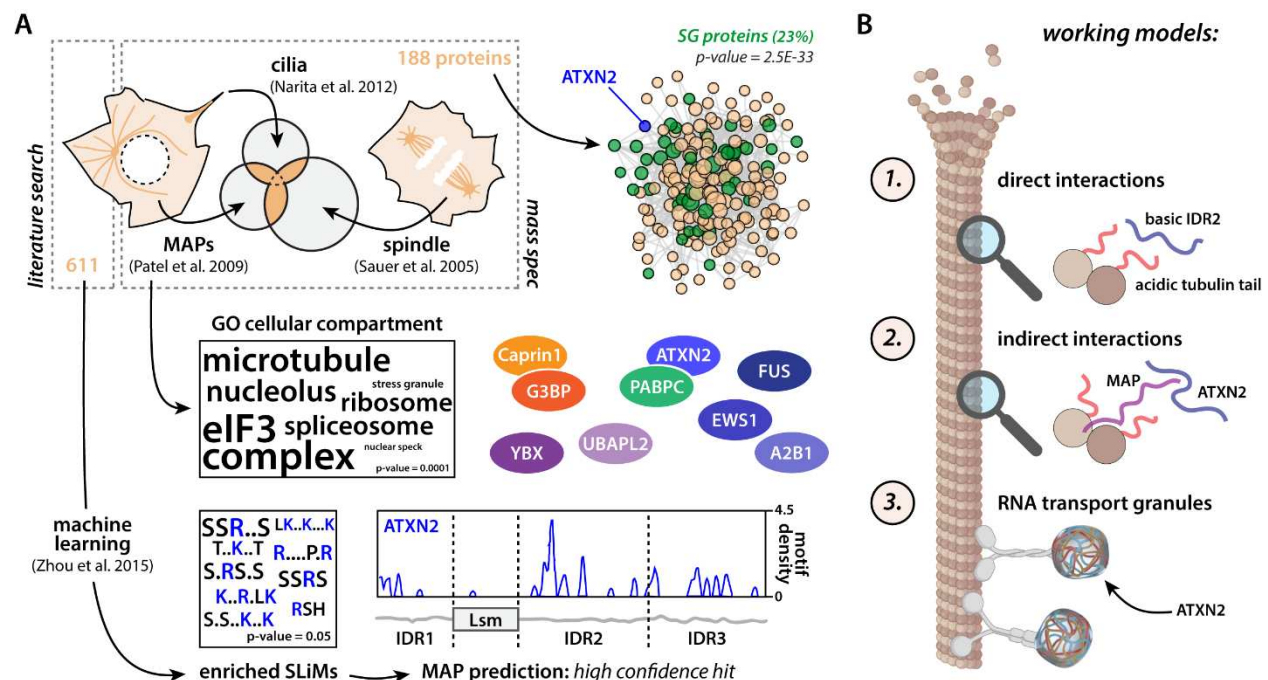 A
literature search
611
cilia
(Narita et al. 2012)
MAPs
(Patel et al. 2009)
spindle
(Sauer et al. 2005)
mass spec
188 proteins
SG proteins (23%)
p-value = 2.5E-33
ATXN2
GO cellular compartment
microtubule
nucleolus
stress granule
ribosome
eIF3 spliceosome
nuclear speck
complex
p-value = 0.0001
Caprin1
G3BP
ATXN2
PABPC
FUS
EWS1
YBX
UBAPL2
A2B1
machine
learning
(Zhou et al. 2015)
SSR..S
LK..K...K
T..K..T
R....P.R
S.RS.S
SSRS
K..R.LK
RSH
S.S..K..K
p-value = 0.05
enriched SLiMs
ATXN2
4.5
motif
density
0
Lsm
IDR1
IDR2
IDR3
MAP prediction: high confidence hit
B
working models:
1.
direct interactions
basic IDR2
acidic tubulin tail
2.
indirect interactions
MAP
ATXN2
3.
RNA transport granules
ATXN2